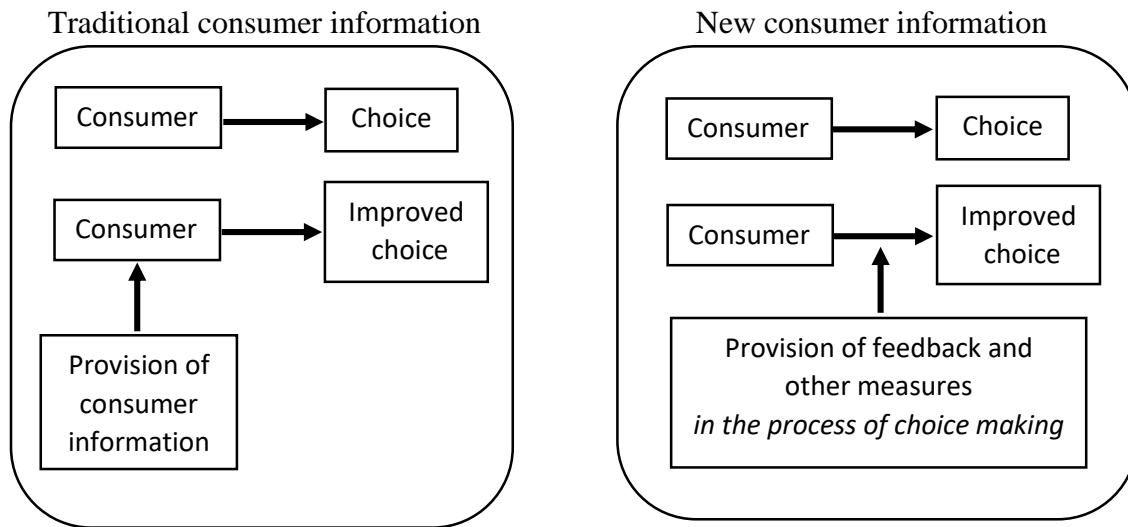 Traditional consumer information
Consumer
Choice
Consumer
Improved
choice
Provision of
consumer
information
New consumer information
Consumer
Choice
Consumer
Improved
choice
Provision of feedback and
other measures
in the process of choice making